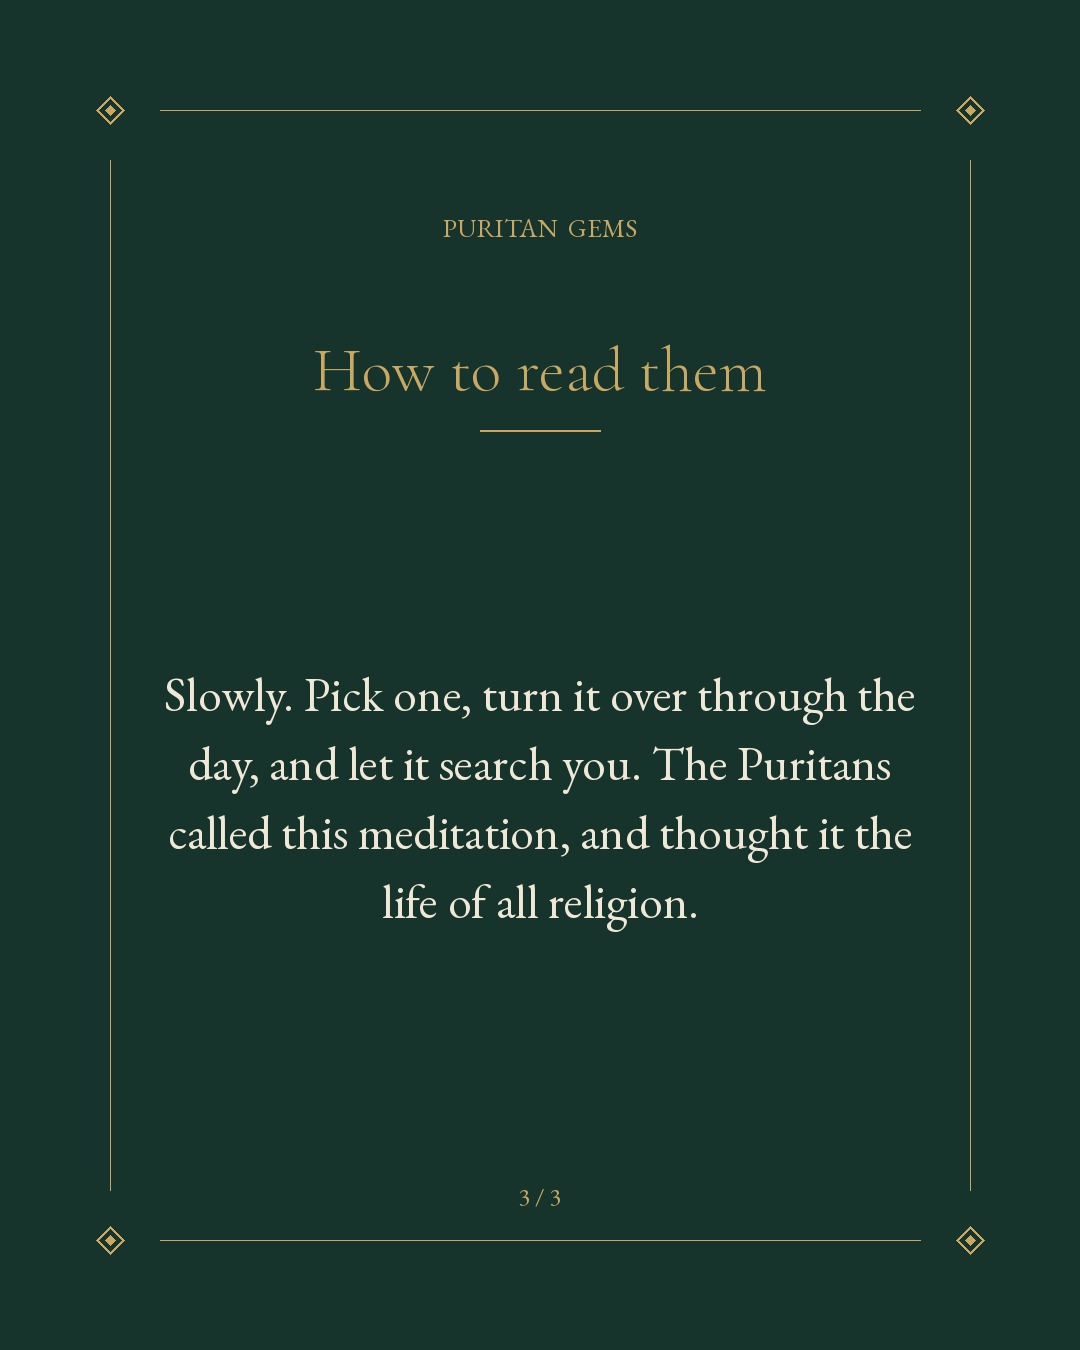 PURITAN GEMS
How to read them
Slowly. Pick one, turn it over through the
day, and let it search you. The Puritans
called this meditation, and thought it the
life of all religion.
3 / 3